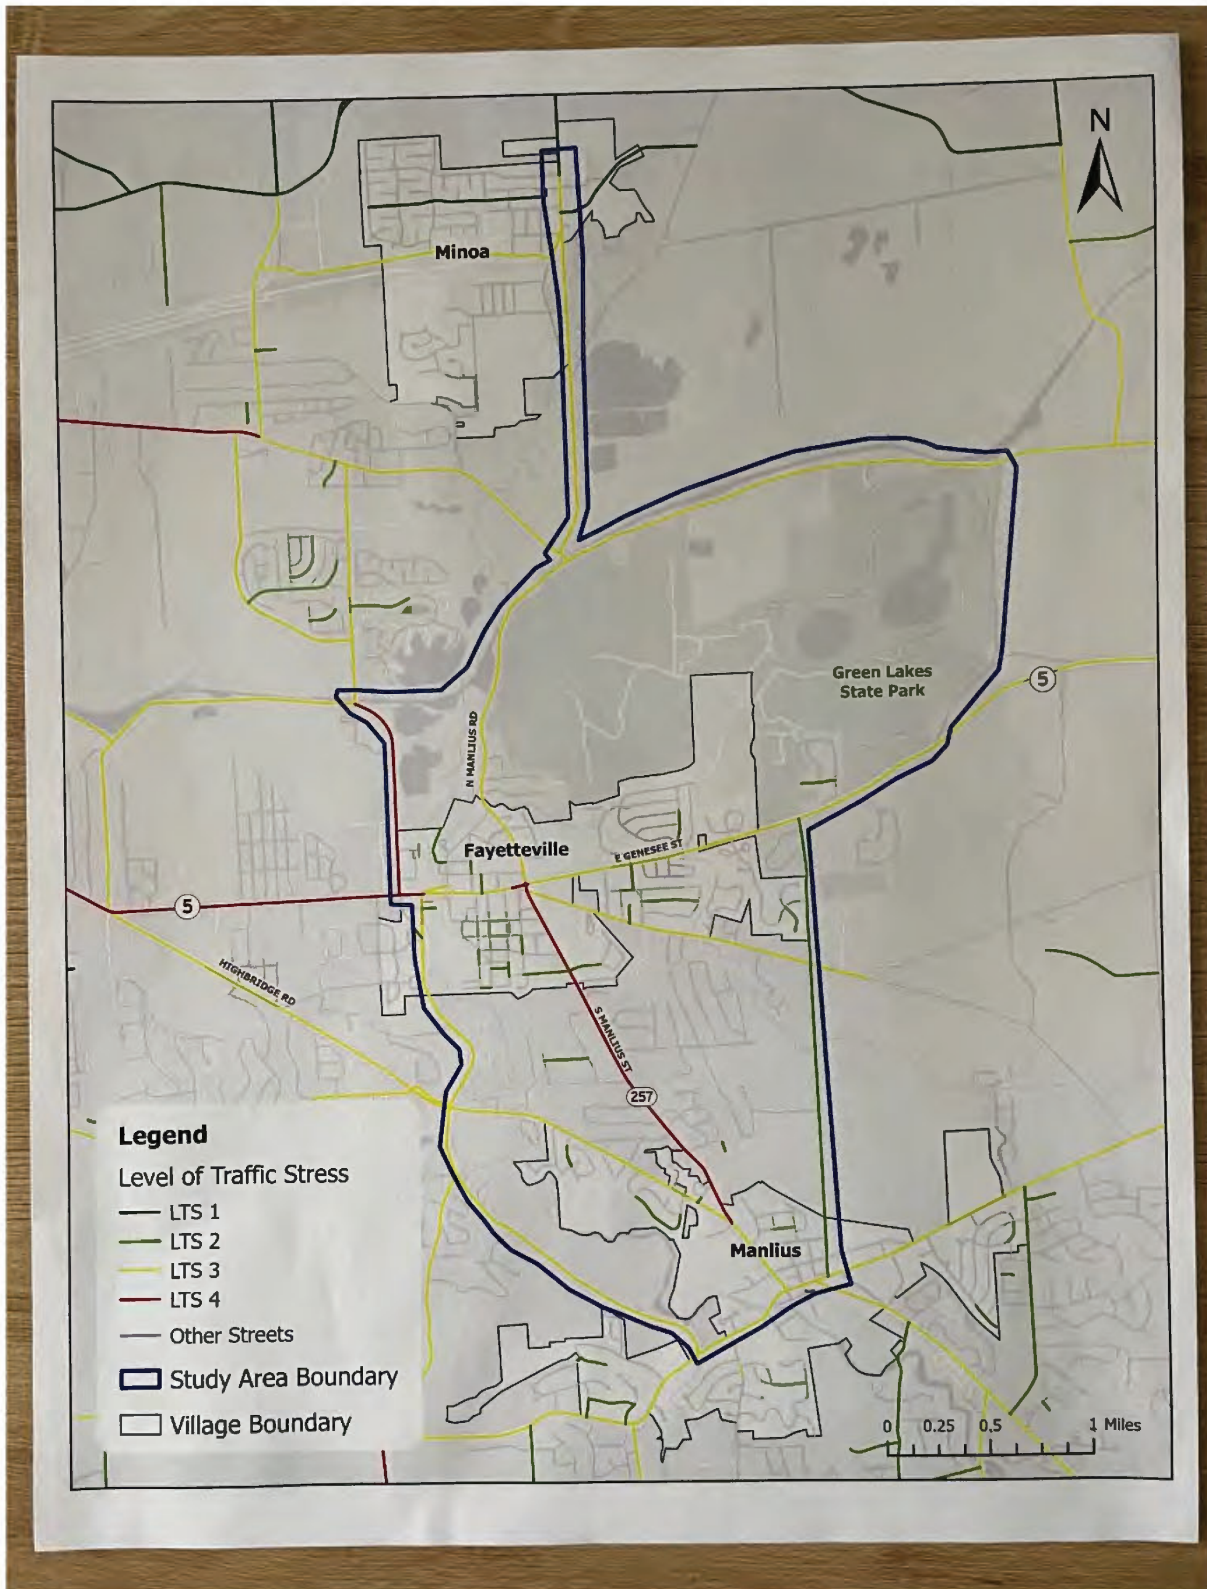 N
Minoa
Green Lakes
State Park
5
N MANLIUS RD
Fayetteville
E GENESEE ST
5
HIGHBRIDGE RD
S MANLIUS ST
257
Manlius
Legend
Level of Traffic Stress
LTS 1
LTS 2
LTS 3
LTS 4
Other Streets
Study Area Boundary
Village Boundary
0 0.25 0.5 1 Miles